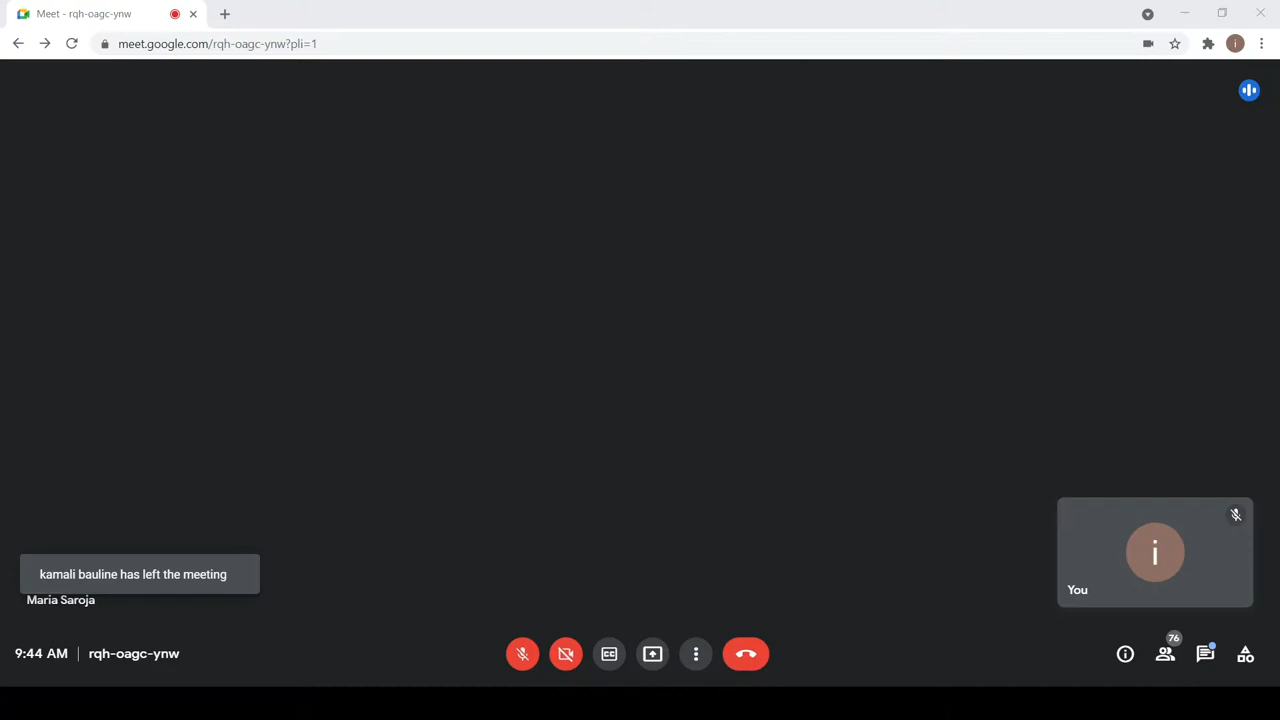 Meet - rqh-oagc-ynw
meet.google.com/rqh-oagc-ynw?pli=1
i
i
You
kamali bauline has left the meeting
Maria Saroja
9:44 AM | rqh-oagc-ynw
CC
76